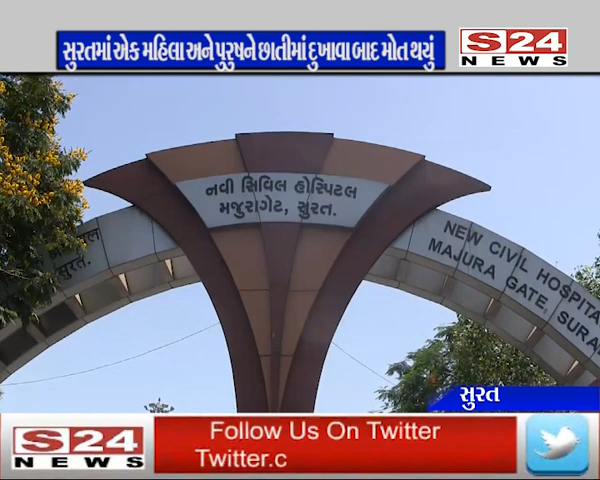 સુરતમાં એક મહિલા અને પુરુષને છાતીમાં દુખાવા બાદ મોત થયું
S24
NEWS
નવી સિવિલ હોસ્પિટલ
મજુરાગેટ, સુરત.
સુરત.
NEW CIVIL HOSPITA
MAJURA GATE, SURA
સુરત
S24
NEWS
Follow Us On Twitter
Twitter.c